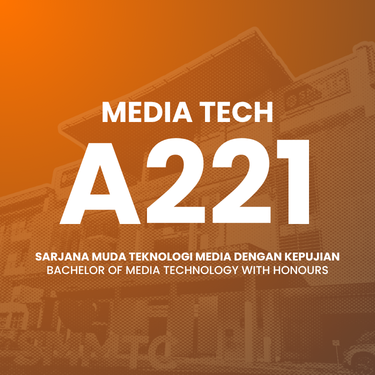 MEDIA TECH
A221
SARJANA MUDA TEKNOLOGI MEDIA DENGAN KEPUJIAN
BACHELOR OF MEDIA TECHNOLOGY WITH HONOURS